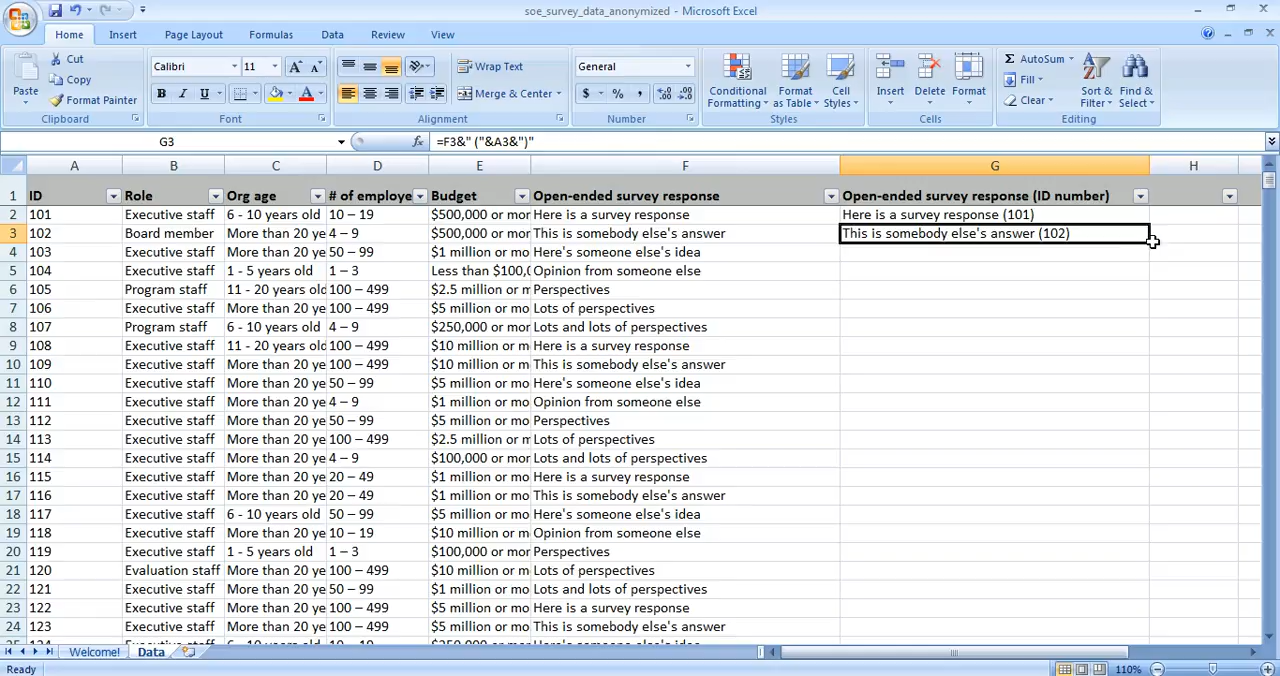 soe_survey_data_anonymized - Microsoft Excel
Home Insert Page Layout Formulas Data Review View
Cut
Copy
Format Painter
Paste
Clipboard
Calibri 11 A A
B I U A
Font
Wrap Text
Merge & Center
Alignment
General
$ % , .0 .00 .00 .0
Number
Conditional Formatting
Format as Table
Cell Styles
Styles
Insert Delete Format
Cells
Σ AutoSum
Fill
Clear
Sort & Filter
Find & Select
Editing
G3 fx =F3&" ("&A3&")"
A B C D E F G H
1 ID Role Org age # of employe Budget Open-ended survey response Open-ended survey response (ID number)
2 101 Executive staff 6 - 10 years old 10 – 19 $500,000 or mor Here is a survey response Here is a survey response (101)
3 102 Board member More than 20 ye 4 – 9 $500,000 or mor This is somebody else's answer This is somebody else's answer (102)
4 103 Executive staff More than 20 ye 50 – 99 $1 million or mo Here's someone else's idea
5 104 Executive staff 1 - 5 years old 1 – 3 Less than $100,0 Opinion from someone else
6 105 Program staff 11 - 20 years old 100 – 499 $2.5 million or m Perspectives
7 106 Executive staff More than 20 ye 100 – 499 $5 million or mo Lots of perspectives
8 107 Program staff 6 - 10 years old 4 – 9 $250,000 or mor Lots and lots of perspectives
9 108 Executive staff 11 - 20 years old 100 – 499 $10 million or m Here is a survey response
10 109 Executive staff More than 20 ye 100 – 499 $10 million or m This is somebody else's answer
11 110 Executive staff More than 20 ye 50 – 99 $5 million or mo Here's someone else's idea
12 111 Executive staff More than 20 ye 4 – 9 $1 million or mo Opinion from someone else
13 112 Executive staff More than 20 ye 50 – 99 $5 million or mo Perspectives
14 113 Executive staff More than 20 ye 100 – 499 $2.5 million or m Lots of perspectives
15 114 Executive staff More than 20 ye 4 – 9 $100,000 or mor Lots and lots of perspectives
16 115 Executive staff More than 20 ye 20 – 49 $1 million or mo Here is a survey response
17 116 Executive staff More than 20 ye 20 – 49 $1 million or mo This is somebody else's answer
18 117 Executive staff 6 - 10 years old 50 – 99 $5 million or mo Here's someone else's idea
19 118 Executive staff More than 20 ye 10 – 19 $10 million or m Opinion from someone else
20 119 Executive staff 1 - 5 years old 1 – 3 $100,000 or mor Perspectives
21 120 Evaluation staff More than 20 ye 100 – 499 $10 million or m Lots of perspectives
22 121 Executive staff More than 20 ye 50 – 99 $1 million or mo Lots and lots of perspectives
23 122 Executive staff More than 20 ye 100 – 499 $5 million or mo Here is a survey response
24 123 Executive staff More than 20 ye 100 – 499 $5 million or mo This is somebody else's answer
25 124 Executive staff 6 - 10 years old 10 – 19 $250,000 or mor Here's someone else's idea
Welcome! Data
Ready 110%